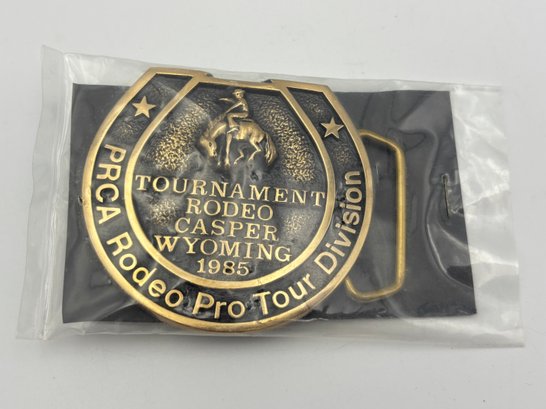 TOURNAMENT
RODEO
CASPER
WYOMING
1985
PRCA Rodeo Pro Tour Division